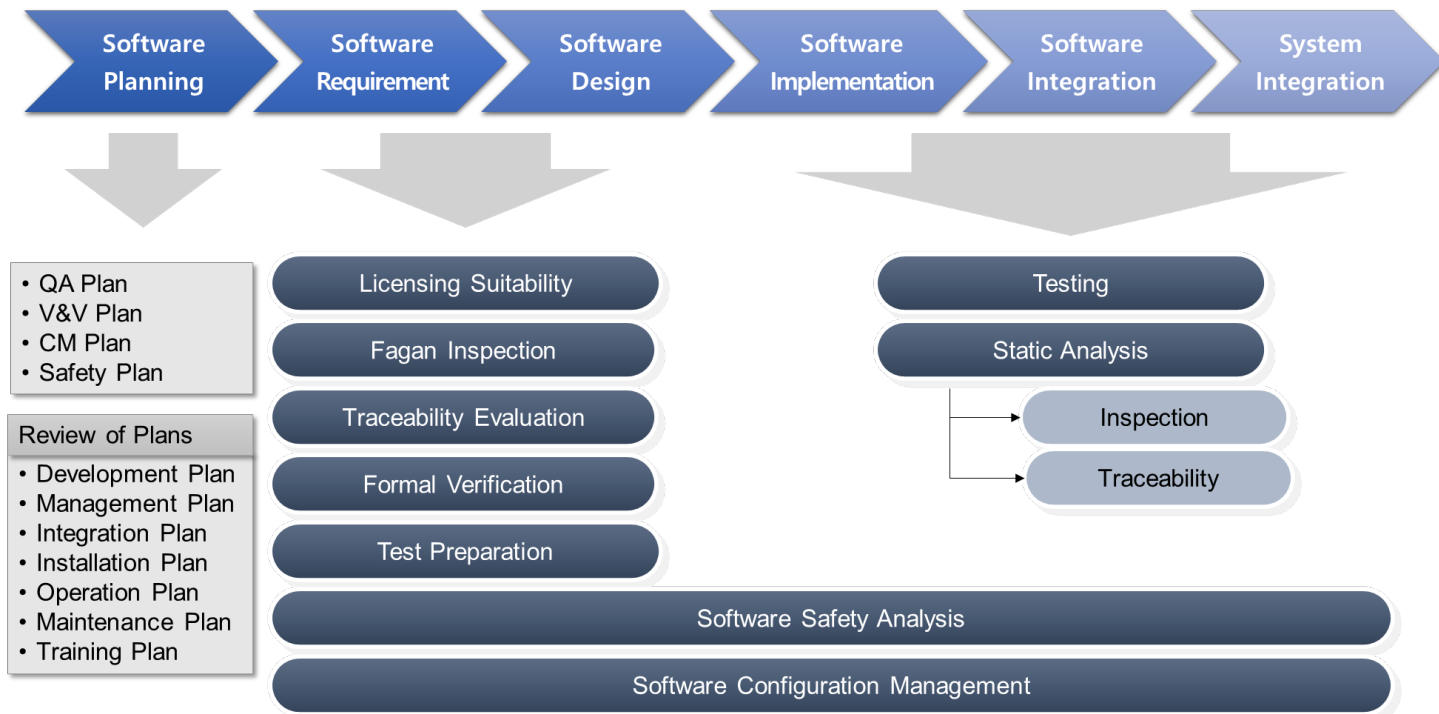 Software
Planning
Software
Requirement
Software
Design
Software
Implementation
Software
Integration
System
Integration
• QA Plan
• V&V Plan
• CM Plan
• Safety Plan
Review of Plans
• Development Plan
• Management Plan
• Integration Plan
• Installation Plan
• Operation Plan
• Maintenance Plan
• Training Plan
Licensing Suitability
Fagan Inspection
Traceability Evaluation
Formal Verification
Test Preparation
Testing
Static Analysis
Inspection
Traceability
Software Safety Analysis
Software Configuration Management